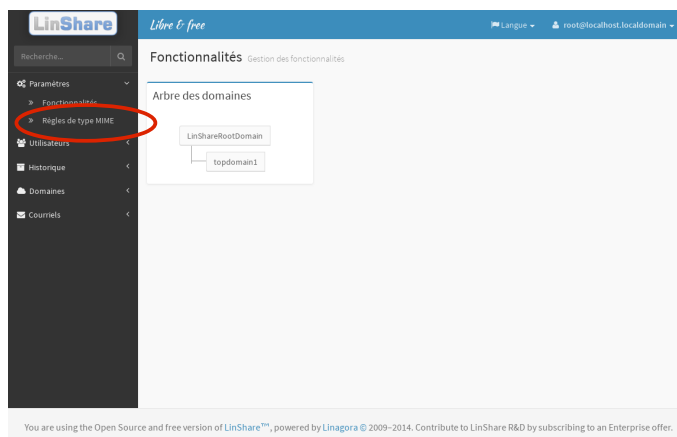 LinShare
Libre & free
Langue
root@localhost.localdomain
Recherche...
Fonctionnalités Gestion des fonctionnalités
Paramètres
Fonctionnalités
Règles de type MIME
Utilisateurs
Historique
Domaines
Courriels
Arbre des domaines
LinShareRootDomain
topdomain1
You are using the Open Source and free version of LinShare™, powered by Linagora © 2009–2014. Contribute to LinShare R&D by subscribing to an Enterprise offer.